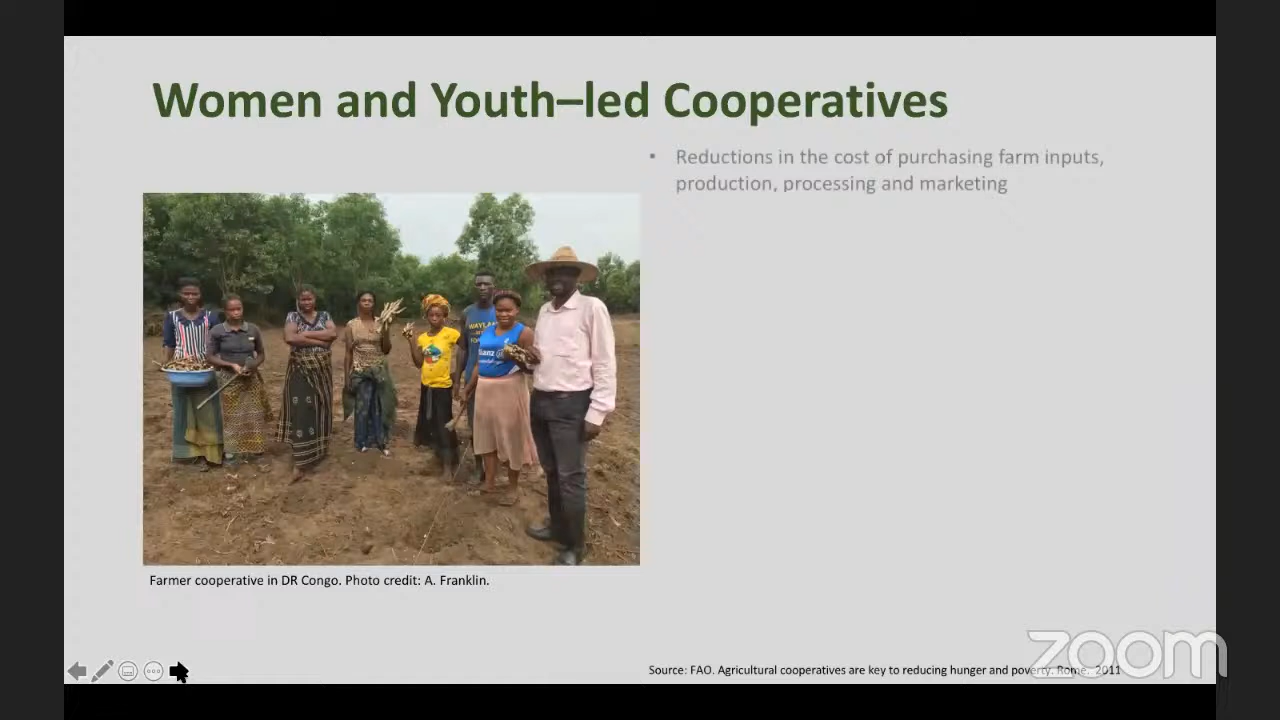 Women and Youth–led Cooperatives
• Reductions in the cost of purchasing farm inputs,
production, processing and marketing
Farmer cooperative in DR Congo. Photo credit: A. Franklin.
Source: FAO. Agricultural cooperatives are key to reducing hunger and poverty. Rome. 2011
zoom